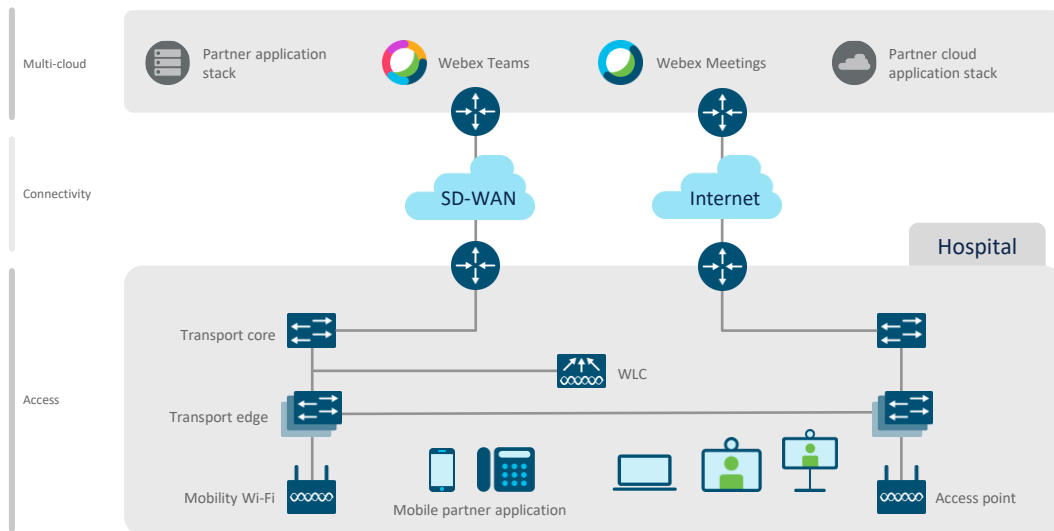 Multi-cloud
Partner application
stack
Webex Teams
Webex Meetings
Partner cloud
application stack
Connectivity
SD-WAN
Internet
Hospital
Access
Transport core
WLC
Transport edge
Mobility Wi-Fi
Mobile partner application
Access point